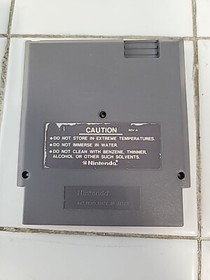 CAUTION
●DO NOT STORE IN EXTREME TEMPERATURES.
●DO NOT IMMERSE IN WATER.
●DO NOT CLEAN WITH BENZENE, THINNER,
ALCOHOL OR OTHER SUCH SOLVENTS.
Nintendo
Nintendo